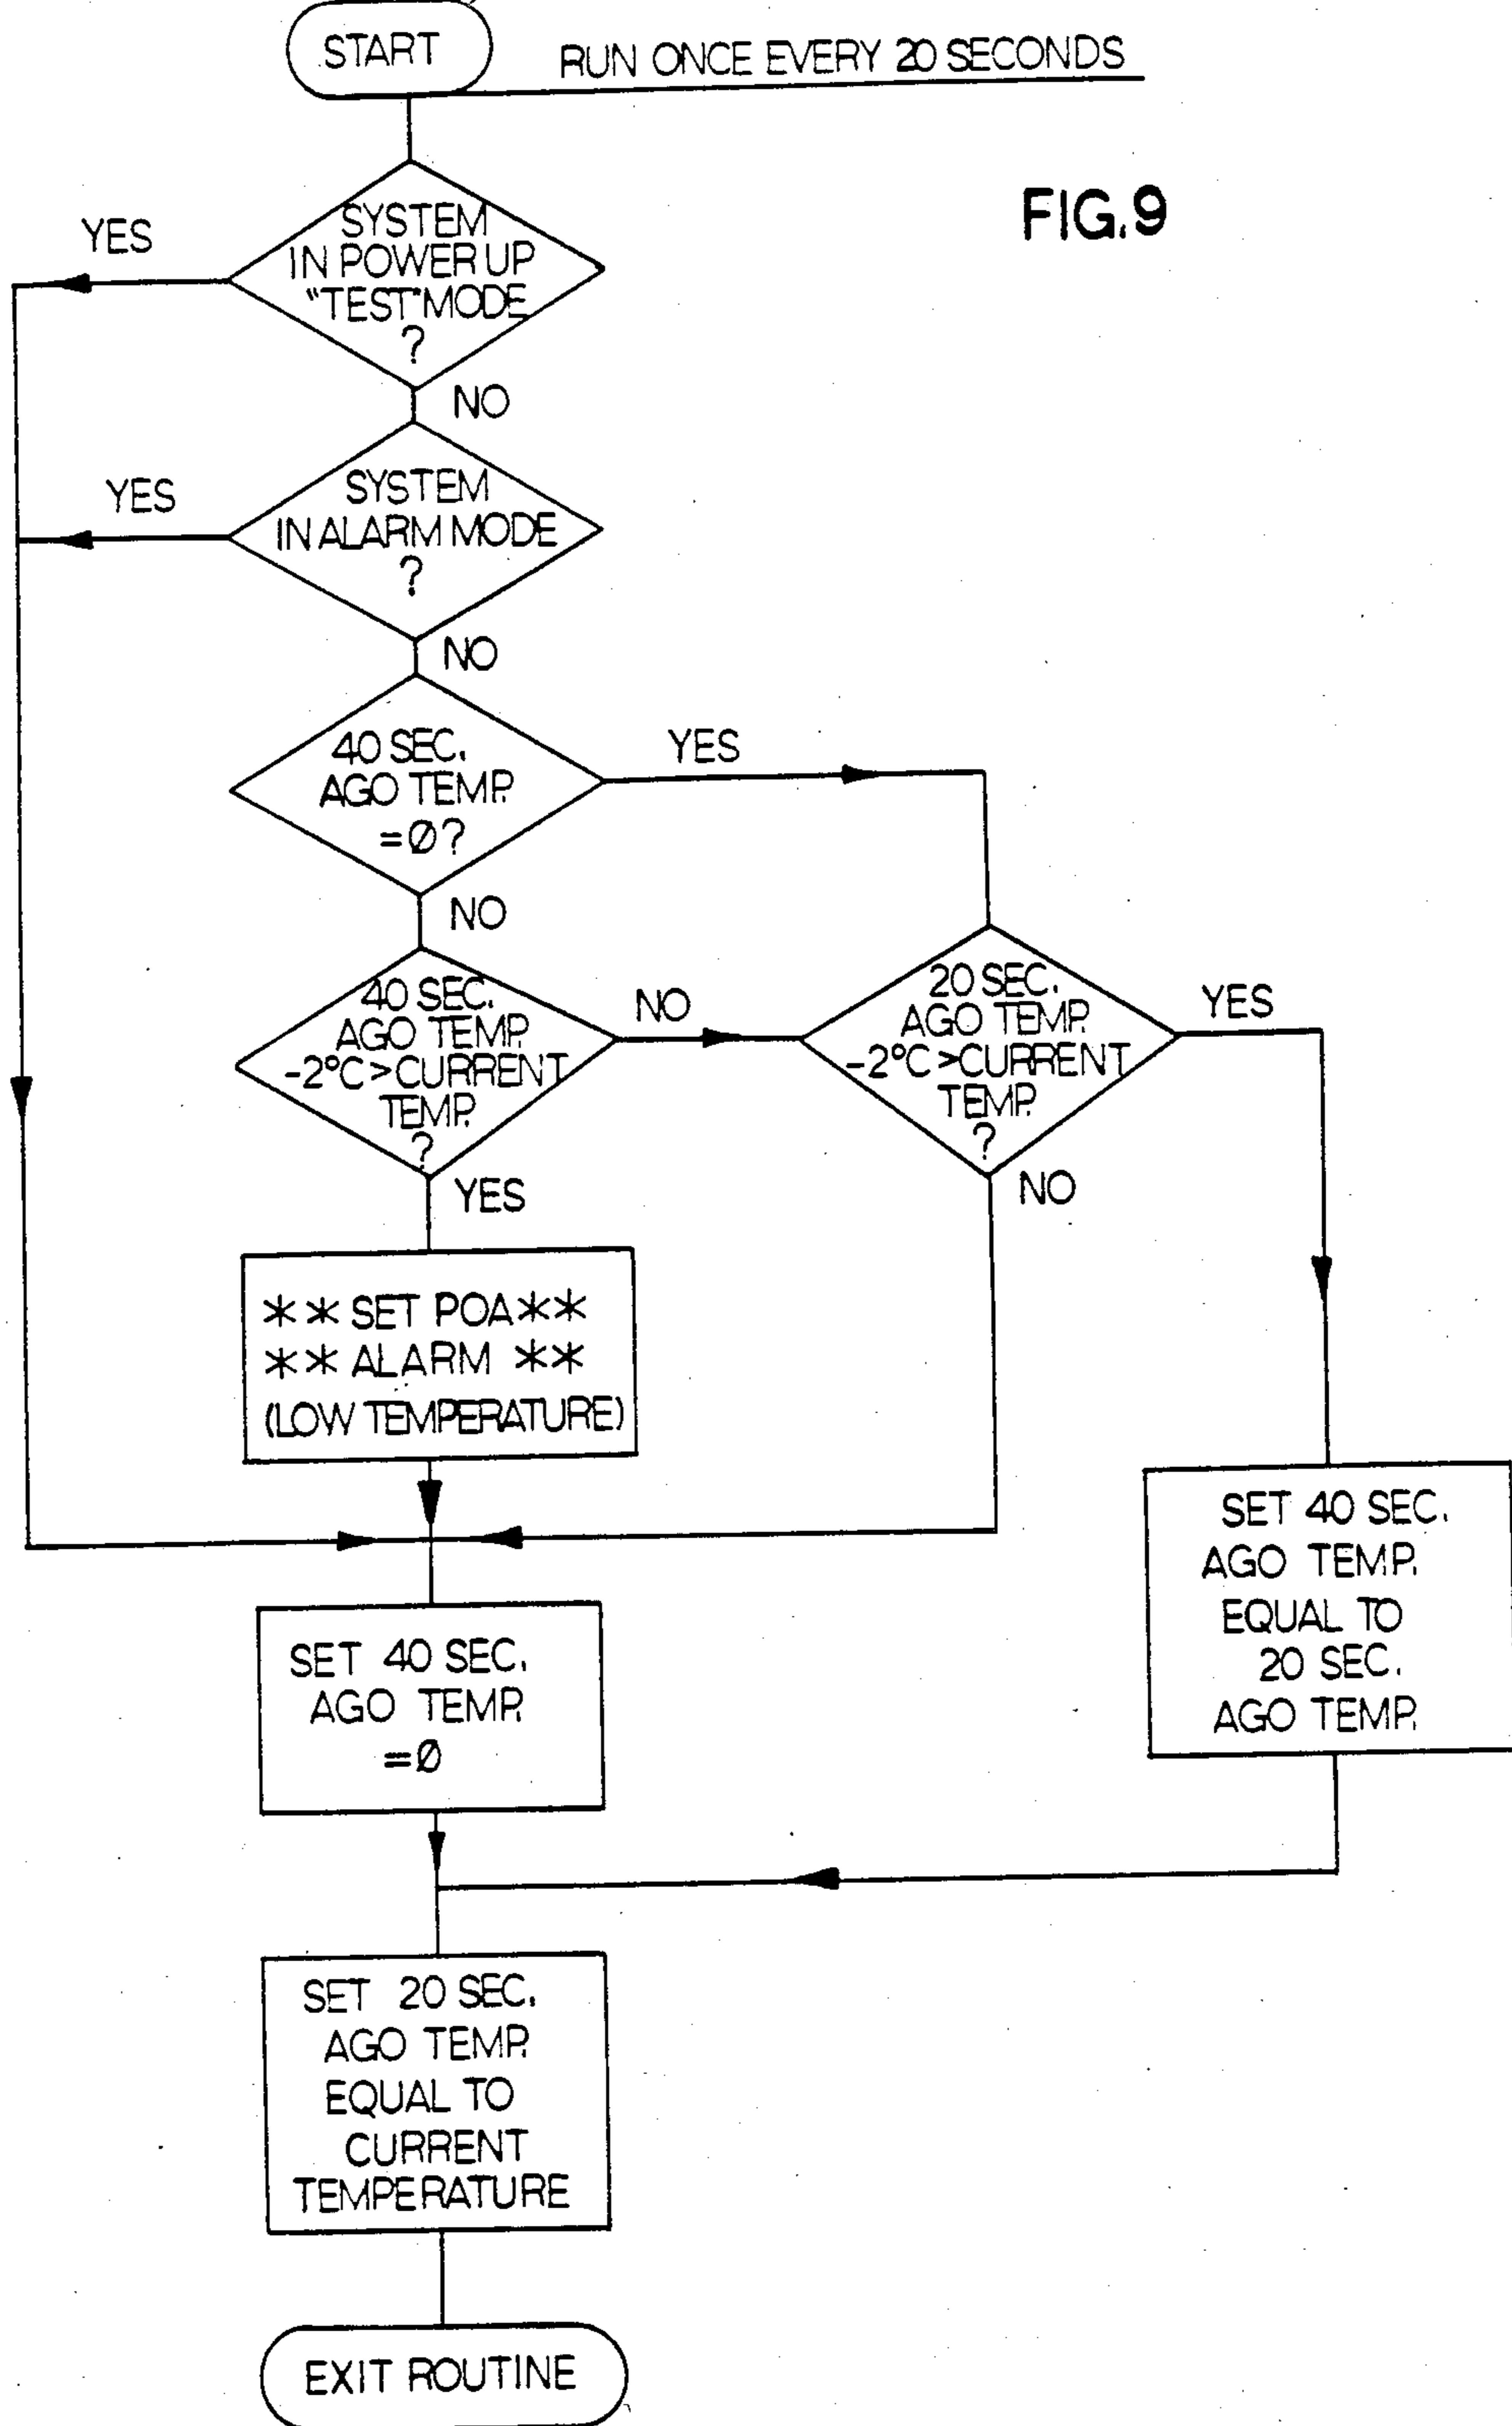 START
RUN ONCE EVERY 20 SECONDS
FIG.9
YES
SYSTEM
IN POWER UP
"TEST" MODE
?
NO
YES
SYSTEM
IN ALARM MODE
?
NO
40 SEC.
AGO TEMP.
=Ø?
YES
NO
40 SEC.
AGO TEMP.
-2°C>CURRENT
TEMP.
?
NO
20 SEC.
AGO TEMP.
-2°C>CURRENT
TEMP.
?
YES
YES
NO
**SET POA**
**ALARM **
(LOW TEMPERATURE)
SET 40 SEC.
AGO TEMP.
EQUAL TO
20 SEC.
AGO TEMP.
SET 40 SEC.
AGO TEMP.
=Ø
SET 20 SEC.
AGO TEMP.
EQUAL TO
CURRENT
TEMPERATURE
EXIT ROUTINE